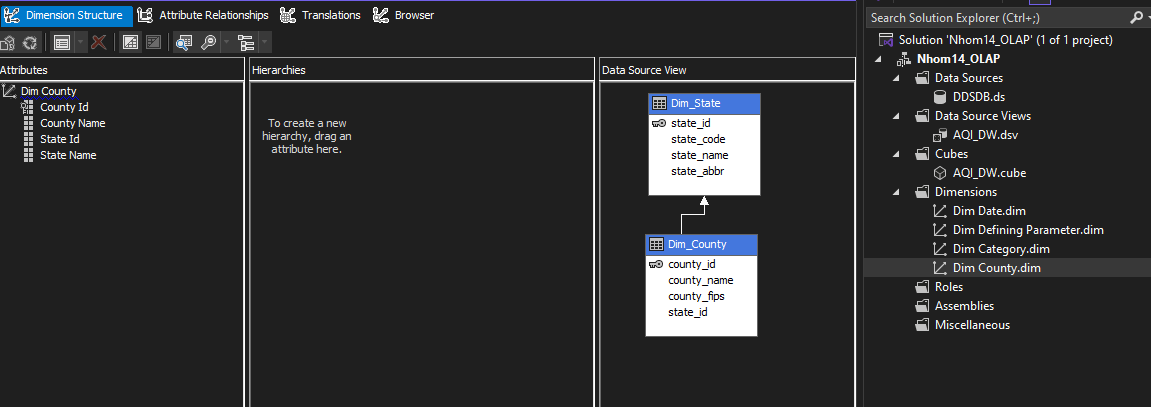 Dimension Structure
Attribute Relationships
Translations
Browser
Attributes
Dim County
County Id
County Name
State Id
State Name
Hierarchies
To create a new
hierarchy, drag an
attribute here.
Data Source View
Dim_State
state_id
state_code
state_name
state_abbr
Dim_County
county_id
county_name
county_fips
state_id
Search Solution Explorer (Ctrl+;)
Solution 'Nhom14_OLAP' (1 of 1 project)
Nhom14_OLAP
Data Sources
DDSDB.ds
Data Source Views
AQI_DW.dsv
Cubes
AQI_DW.cube
Dimensions
Dim Date.dim
Dim Defining Parameter.dim
Dim Category.dim
Dim County.dim
Roles
Assemblies
Miscellaneous